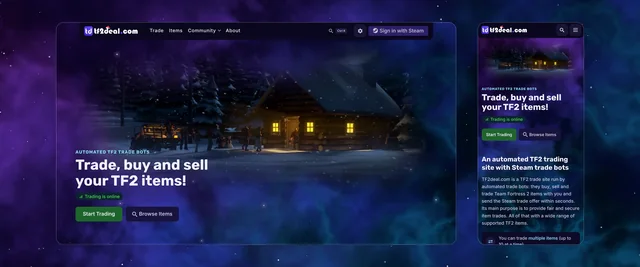 td tf2deal.com
Trade Items Community About
Sign in with Steam
AUTOMATED TF2 TRADE BOTS
Trade, buy and sell
your TF2 items!
Trading is online
Start Trading Browse Items
td tf2deal.com
AUTOMATED TF2 TRADE BOTS
Trade, buy and sell
your TF2 items!
Trading is online
Start Trading Browse Items
An automated TF2 trading
site with Steam trade bots
TF2Deal.com is a TF2 trade site run by
automated trade bots: they buy, sell and
trade Team Fortress 2 items with you and
send the Steam trade offer within seconds.
Its main purpose is to provide fair and secure
item trades. All of that with a wide range of
supported TF2 items.
You can trade multiple items (up to